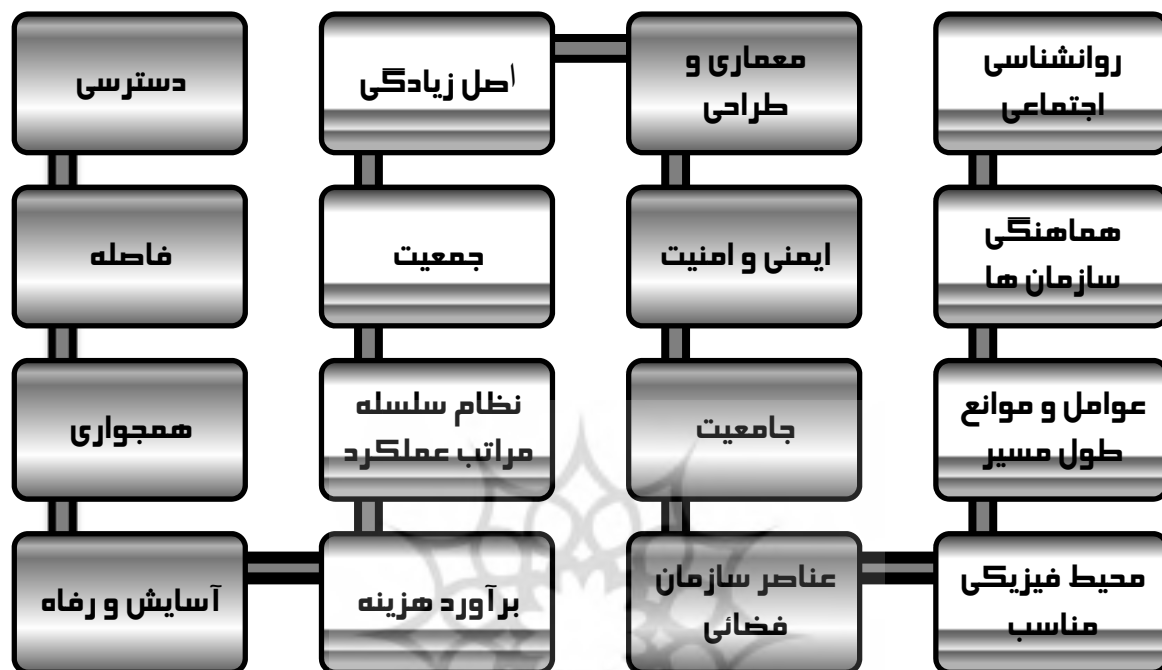 دسترسی
فاصله
همجواری
آسایش و رفاه
برآورد هزینه
نظام سلسله
مراتب عملکرد
جمعیت
اصل زیادگی
معماری و
طراحی
ایمنی و امنیت
جامعیت
عناصر سازمان
فضائی
محیط فیزیکی
مناسب
عوامل و موانع
طول مسیر
هماهنگی
سازمان ها
روانشناسی
اجتماعی